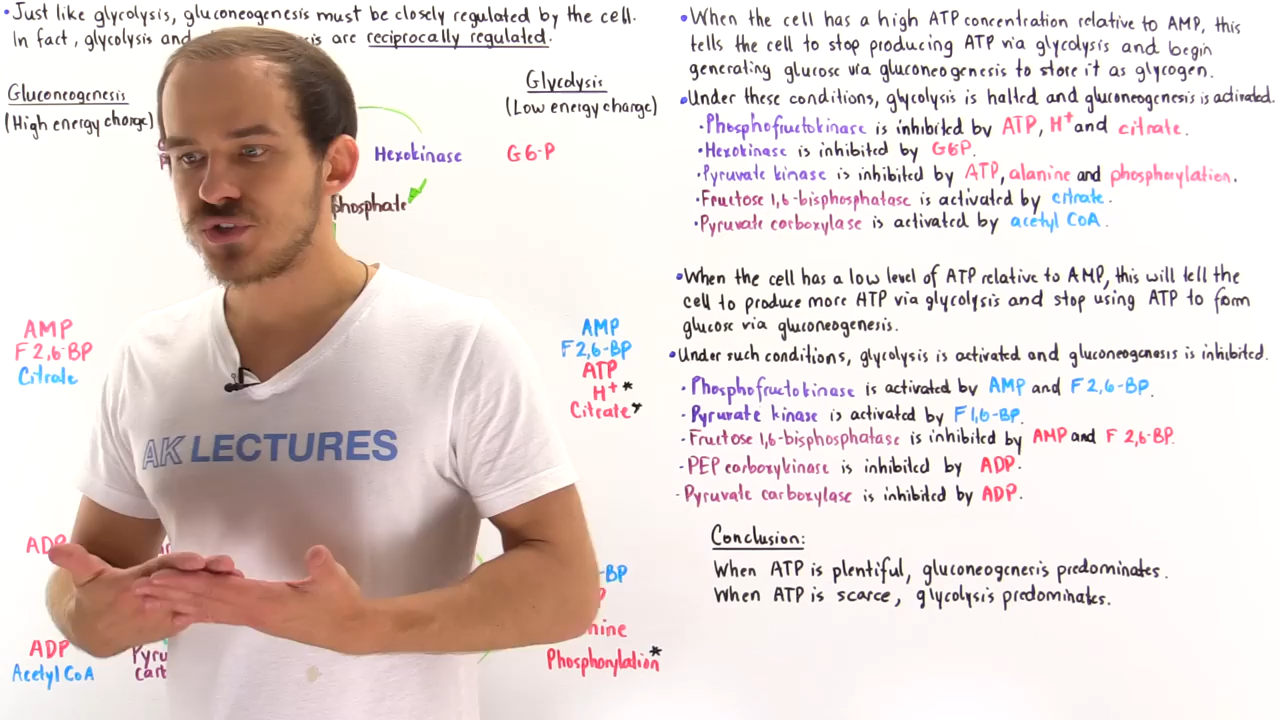 • Just like glycolysis, gluconeogenesis must be closely regulated by the cell.
In fact, glycolysis and is are reciprocally regulated.
Gluconeogenesis
(High energy charge)
Glycolysis
(Low energy charge)
Hexokinase
G6-P
phosphate
AMP
F2,6-BP
Citrate
AMP
F2,6-BP
ATP
H+*
Citrate*
AK LECTURES
ADP
-BP
ADP
Acetyl CoA
Phosphorylation*
• When the cell has a high ATP concentration relative to AMP, this
tells the cell to stop producing ATP via glycolysis and begin
generating glucose via gluconeogenesis to store it as glycogen.
• Under these conditions, glycolysis is halted and gluconeogenesis is activated.
• Phosphofructokinase is inhibited by ATP, H+ and citrate.
• Hexokinase is inhibited by G6P.
• Pyruvate kinase is inhibited by ATP, alanine and phosphorylation.
• Fructose 1,6-bisphosphatase is activated by citrate.
• Pyruvate carboxylase is activated by acetyl CoA.
• When the cell has a low level of ATP relative to AMP, this will tell the
cell to produce more ATP via glycolysis and stop using ATP to form
glucose via gluconeogenesis.
• Under such conditions, glycolysis is activated and gluconeogenesis is inhibited.
• Phosphofructokinase is activated by AMP and F2,6-BP.
• Pyruvate kinase is activated by F1,6-BP.
• Fructose 1,6-bisphosphatase is inhibited by AMP and F 2,6-BP.
• PEP carboxykinase is inhibited by ADP.
• Pyruvate carboxylase is inhibited by ADP.
Conclusion:
When ATP is plentiful, gluconeogenesis predominates.
When ATP is scarce, glycolysis predominates.